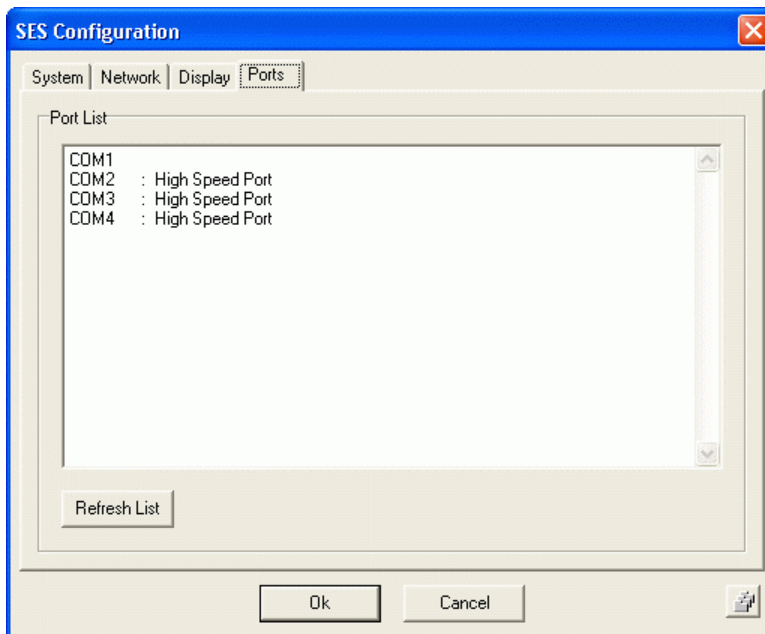 SES Configuration
System Network Display Ports
Port List
COM1
COM2 : High Speed Port
COM3 : High Speed Port
COM4 : High Speed Port
Refresh List
Ok Cancel